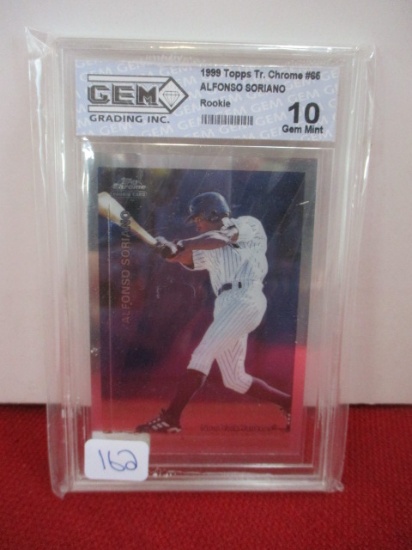 1999 Topps Tr. Chrome #65
ALFONSO SORIANO
Rookie
10
Gem Mint
GEM
GRADING INC.
ALFONSO SORIANO
162